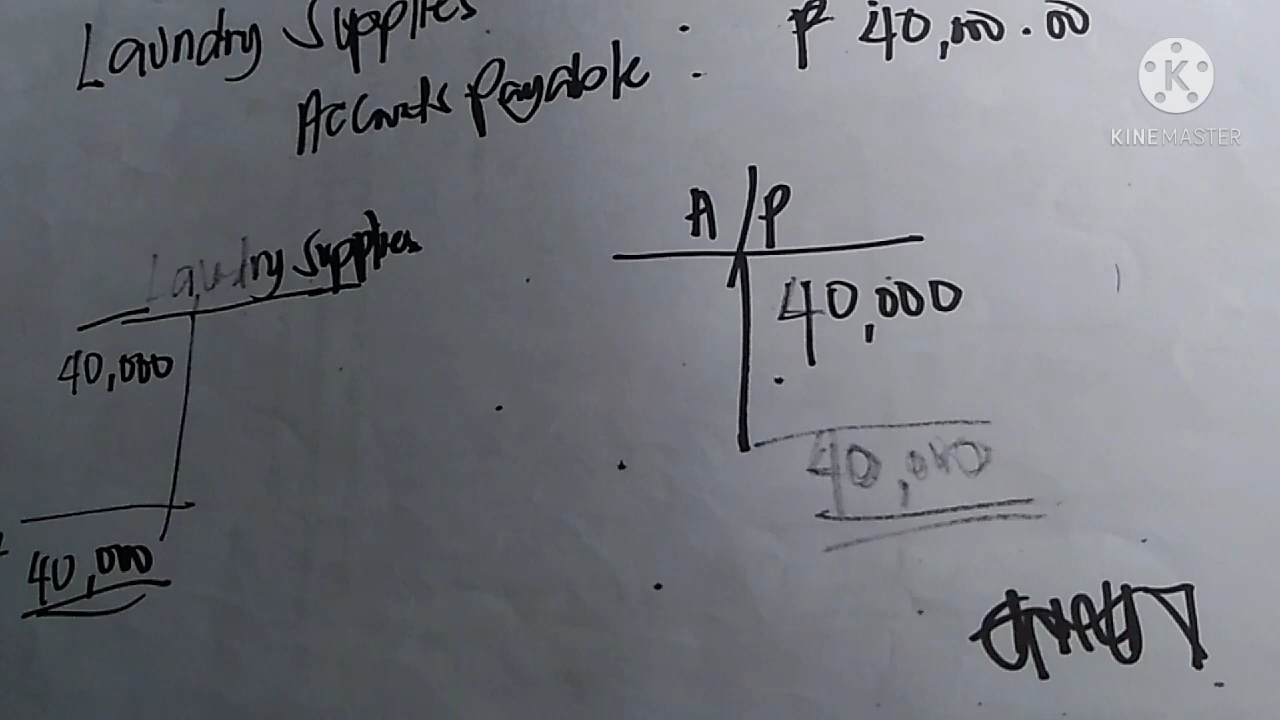 Laundry Supplies : ₱ 40,000.00
Accounts Payable :
K
KINEMASTER
Laundry Supplies
40,000
40,000
A/P
40,000
40,000